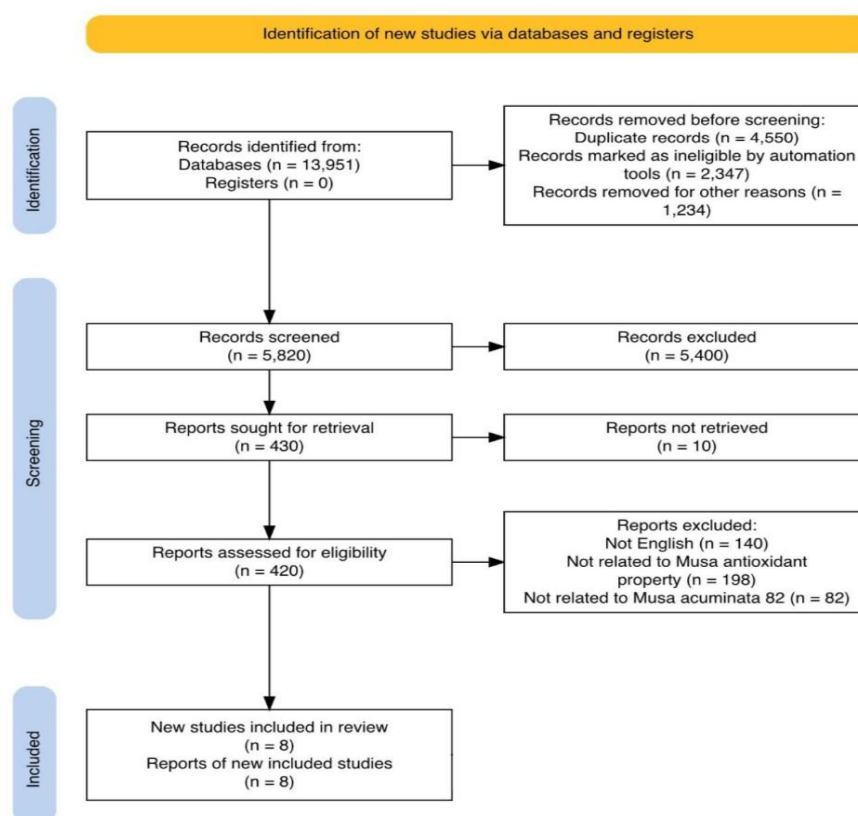 Identification of new studies via databases and registers
Identification
Records identified from:
Databases (n = 13,951)
Registers (n = 0)
Records removed before screening:
Duplicate records (n = 4,550)
Records marked as ineligible by automation
tools (n = 2,347)
Records removed for other reasons (n =
1,234)
Screening
Records screened
(n = 5,820)
Records excluded
(n = 5,400)
Reports sought for retrieval
(n = 430)
Reports not retrieved
(n = 10)
Reports assessed for eligibility
(n = 420)
Reports excluded:
Not English (n = 140)
Not related to Musa antioxidant
property (n = 198)
Not related to Musa acuminata 82 (n = 82)
Included
New studies included in review
(n = 8)
Reports of new included studies
(n = 8)